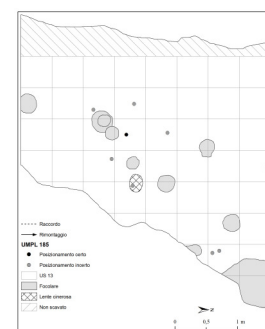 Raccordo
Rimontaggio
UMPL 185
Posizionamento certo
Posizionamento incerto
US 13
Focolare
Lente cinerosa
Non scavato
N
0 0,5 1 m